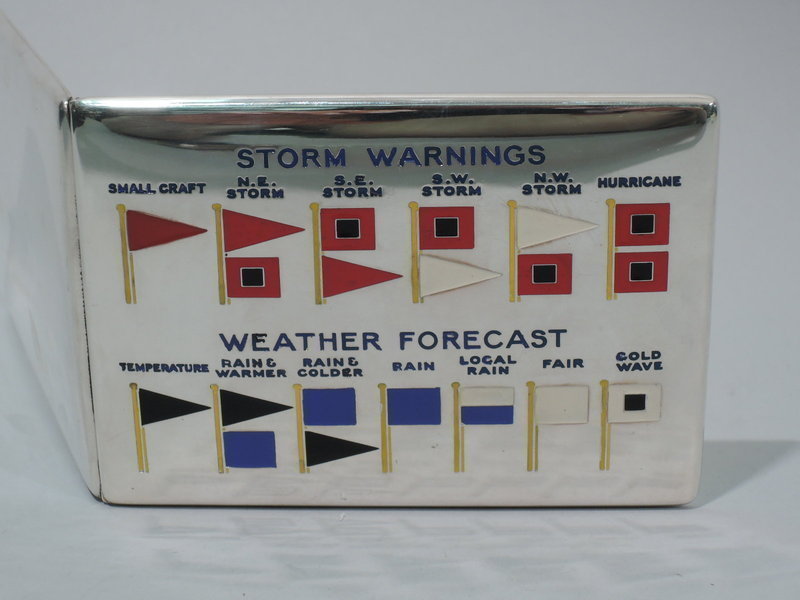 STORM WARNINGS
SMALL CRAFT
N.E. STORM
S.E. STORM
S.W. STORM
N.W. STORM
HURRICANE
WEATHER FORECAST
TEMPERATURE
RAIN & WARMER
RAIN & COLDER
RAIN
LOCAL RAIN
FAIR
COLD WAVE